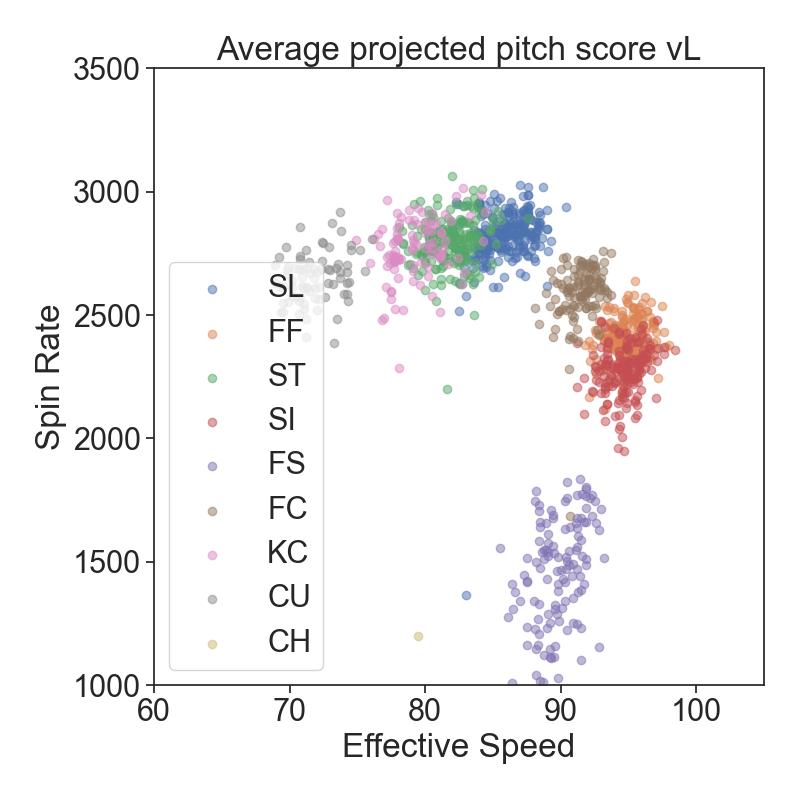 Average projected pitch score vL
3500
3000
2500
2000
1500
1000
Spin Rate
SL
FF
ST
SI
FS
FC
KC
CU
CH
60
70
80
90
100
Effective Speed